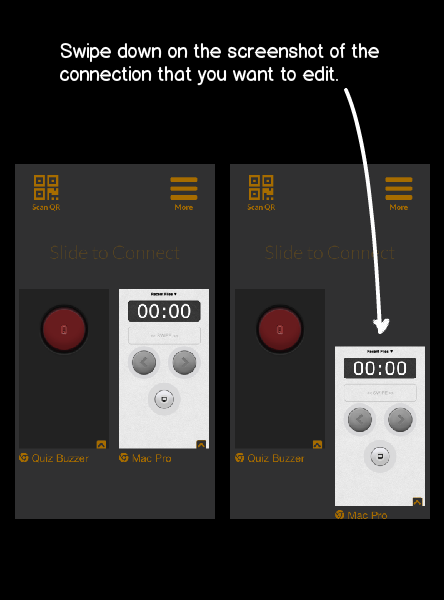 Swipe down on the screenshot of the
connection that you want to edit.
Scan QR
More
Slide to Connect
00:00
Quiz Buzzer
Mac Pro
Scan QR
More
Slide to Connect
00:00
Quiz Buzzer
Mac Pro